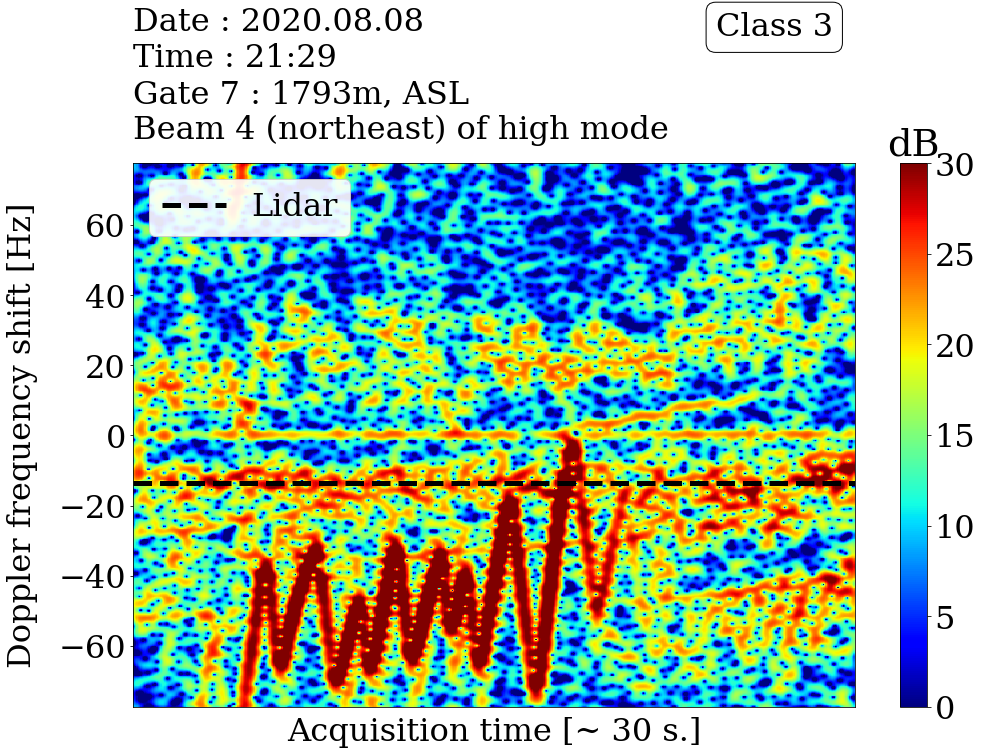 Date : 2020.08.08
Time : 21:29
Gate 7 : 1793m, ASL
Beam 4 (northeast) of high mode
Class 3
dB
Lidar
Doppler frequency shift [Hz]
60
40
20
0
−20
−40
−60
30
25
20
15
10
5
0
Acquisition time [~ 30 s.]